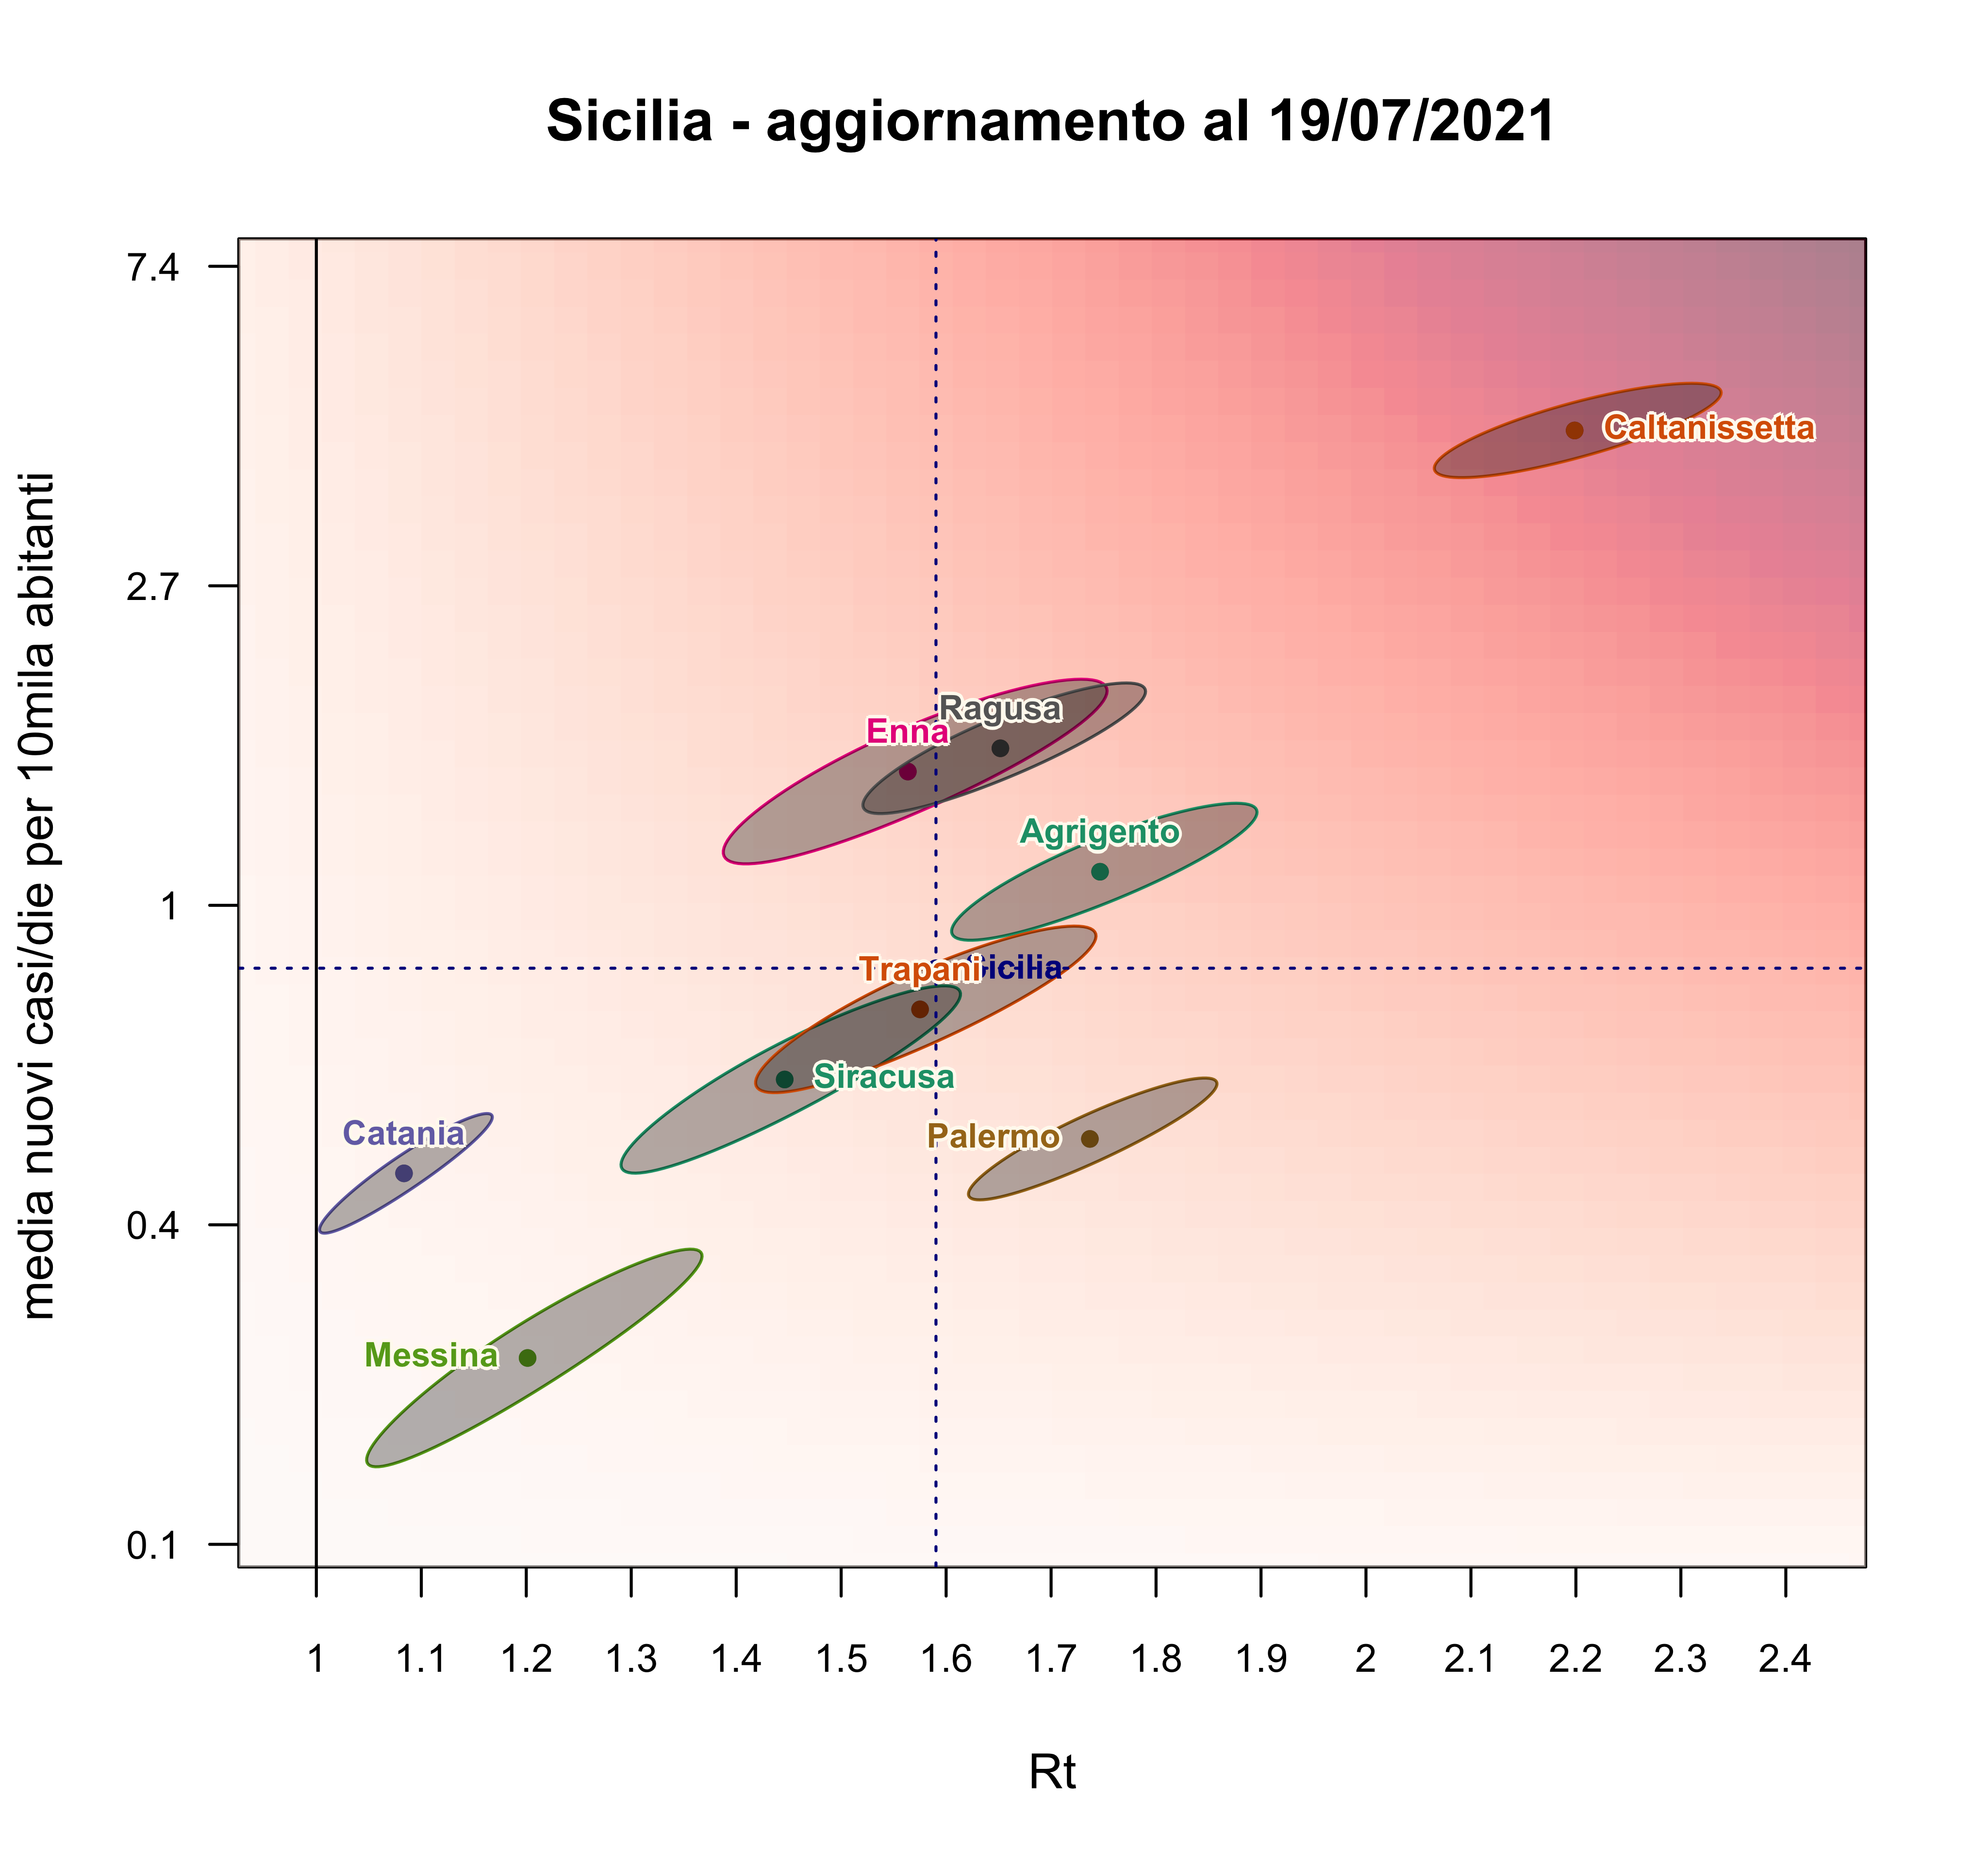 Sicilia - aggiornamento al 19/07/2021
media nuovi casi/die per 10mila abitanti
7.4
2.7
1
0.4
0.1
Caltanissetta
Ragusa
Enna
Agrigento
Trapani
Sicilia
Siracusa
Catania
Palermo
Messina
1 1.1 1.2 1.3 1.4 1.5 1.6 1.7 1.8 1.9 2 2.1 2.2 2.3 2.4
Rt